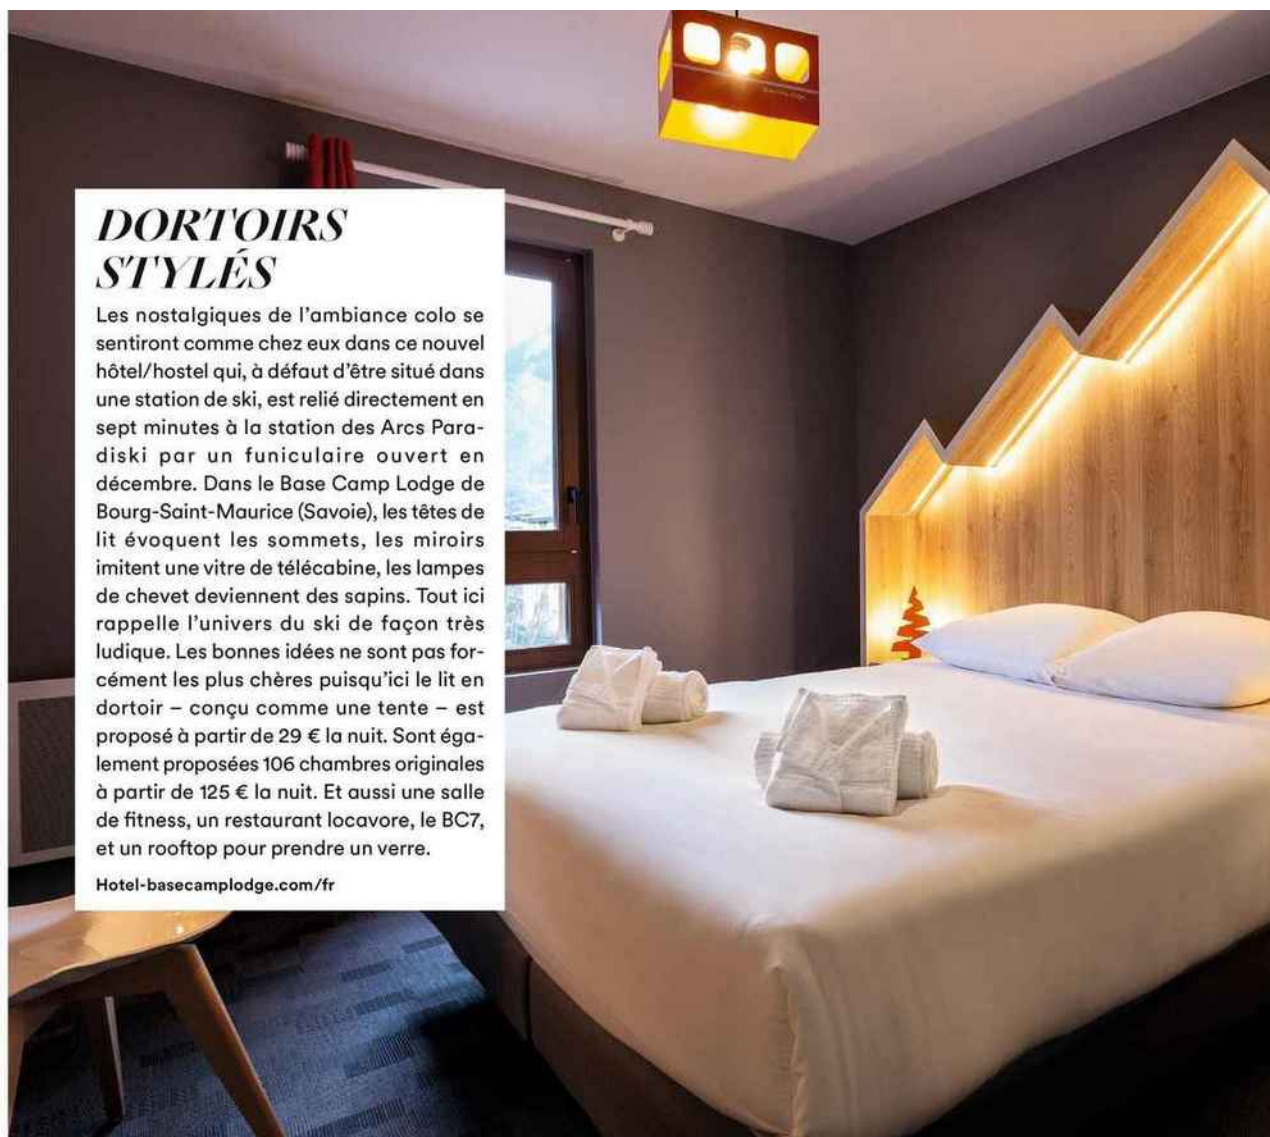 DORTOIRS
STYLÉS
Les nostalgiques de l’ambiance colo se
sentiront comme chez eux dans ce nouvel
hôtel/hostel qui, à défaut d’être situé dans
une station de ski, est relié directement en
sept minutes à la station des Arcs Para-
diski par un funiculaire ouvert en
décembre. Dans le Base Camp Lodge de
Bourg-Saint-Maurice (Savoie), les têtes de
lit évoquent les sommets, les miroirs
imitent une vitre de télécabine, les lampes
de chevet deviennent des sapins. Tout ici
rappelle l’univers du ski de façon très
ludique. Les bonnes idées ne sont pas for-
cément les plus chères puisqu’ici le lit en
dortoir – conçu comme une tente – est
proposé à partir de 29 € la nuit. Sont éga-
lement proposées 106 chambres originales
à partir de 125 € la nuit. Et aussi une salle
de fitness, un restaurant locavore, le BC7,
et un rooftop pour prendre un verre.
Hotel-basecamplodge.com/fr